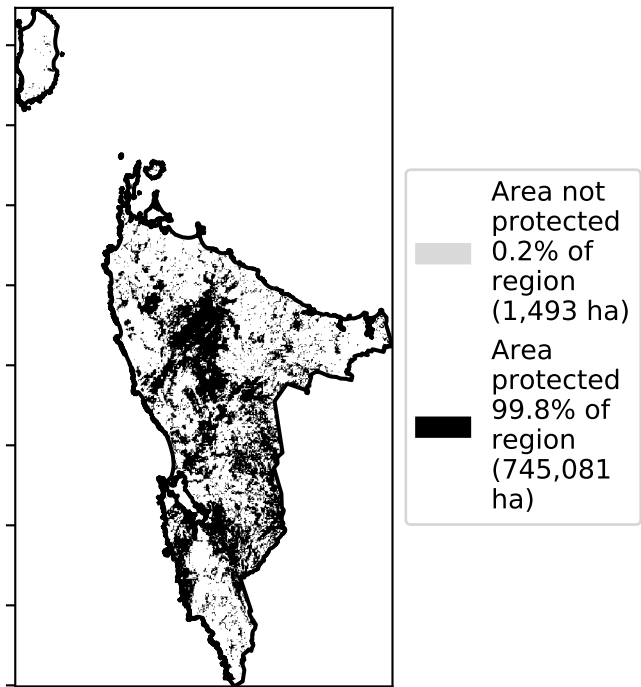 Area not
protected
0.2% of
region
(1,493 ha)
Area
protected
99.8% of
region
(745,081
ha)